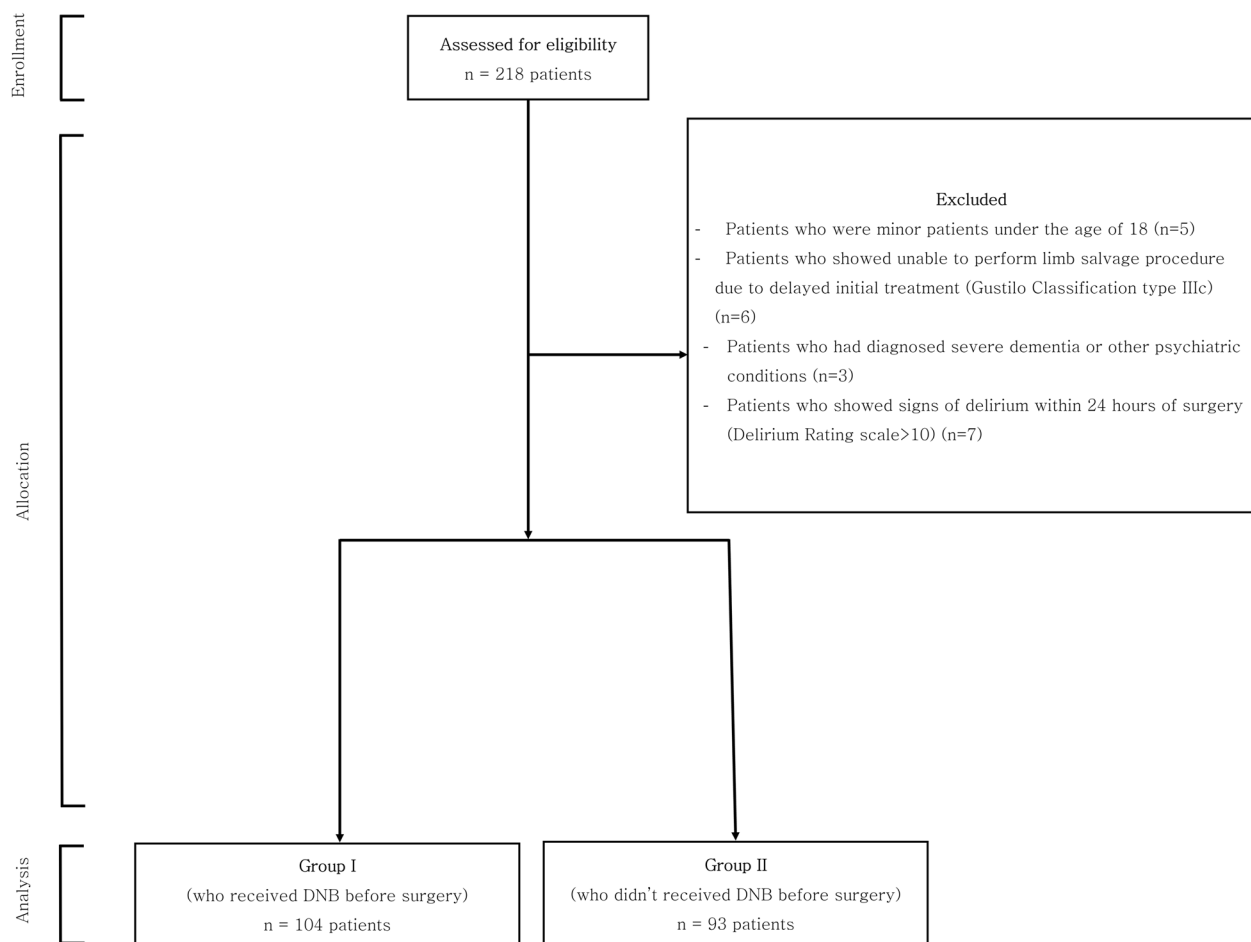 Enrollment
Assessed for eligibility
n = 218 patients
Allocation
Excluded
- Patients who were minor patients under the age of 18 (n=5)
- Patients who showed unable to perform limb salvage procedure
due to delayed initial treatment (Gustilo Classification type IIIc)
(n=6)
- Patients who had diagnosed severe dementia or other psychiatric
conditions (n=3)
- Patients who showed signs of delirium within 24 hours of surgery
(Delirium Rating scale>10) (n=7)
Analysis
Group I
(who received DNB before surgery)
n = 104 patients
Group II
(who didn't received DNB before surgery)
n = 93 patients